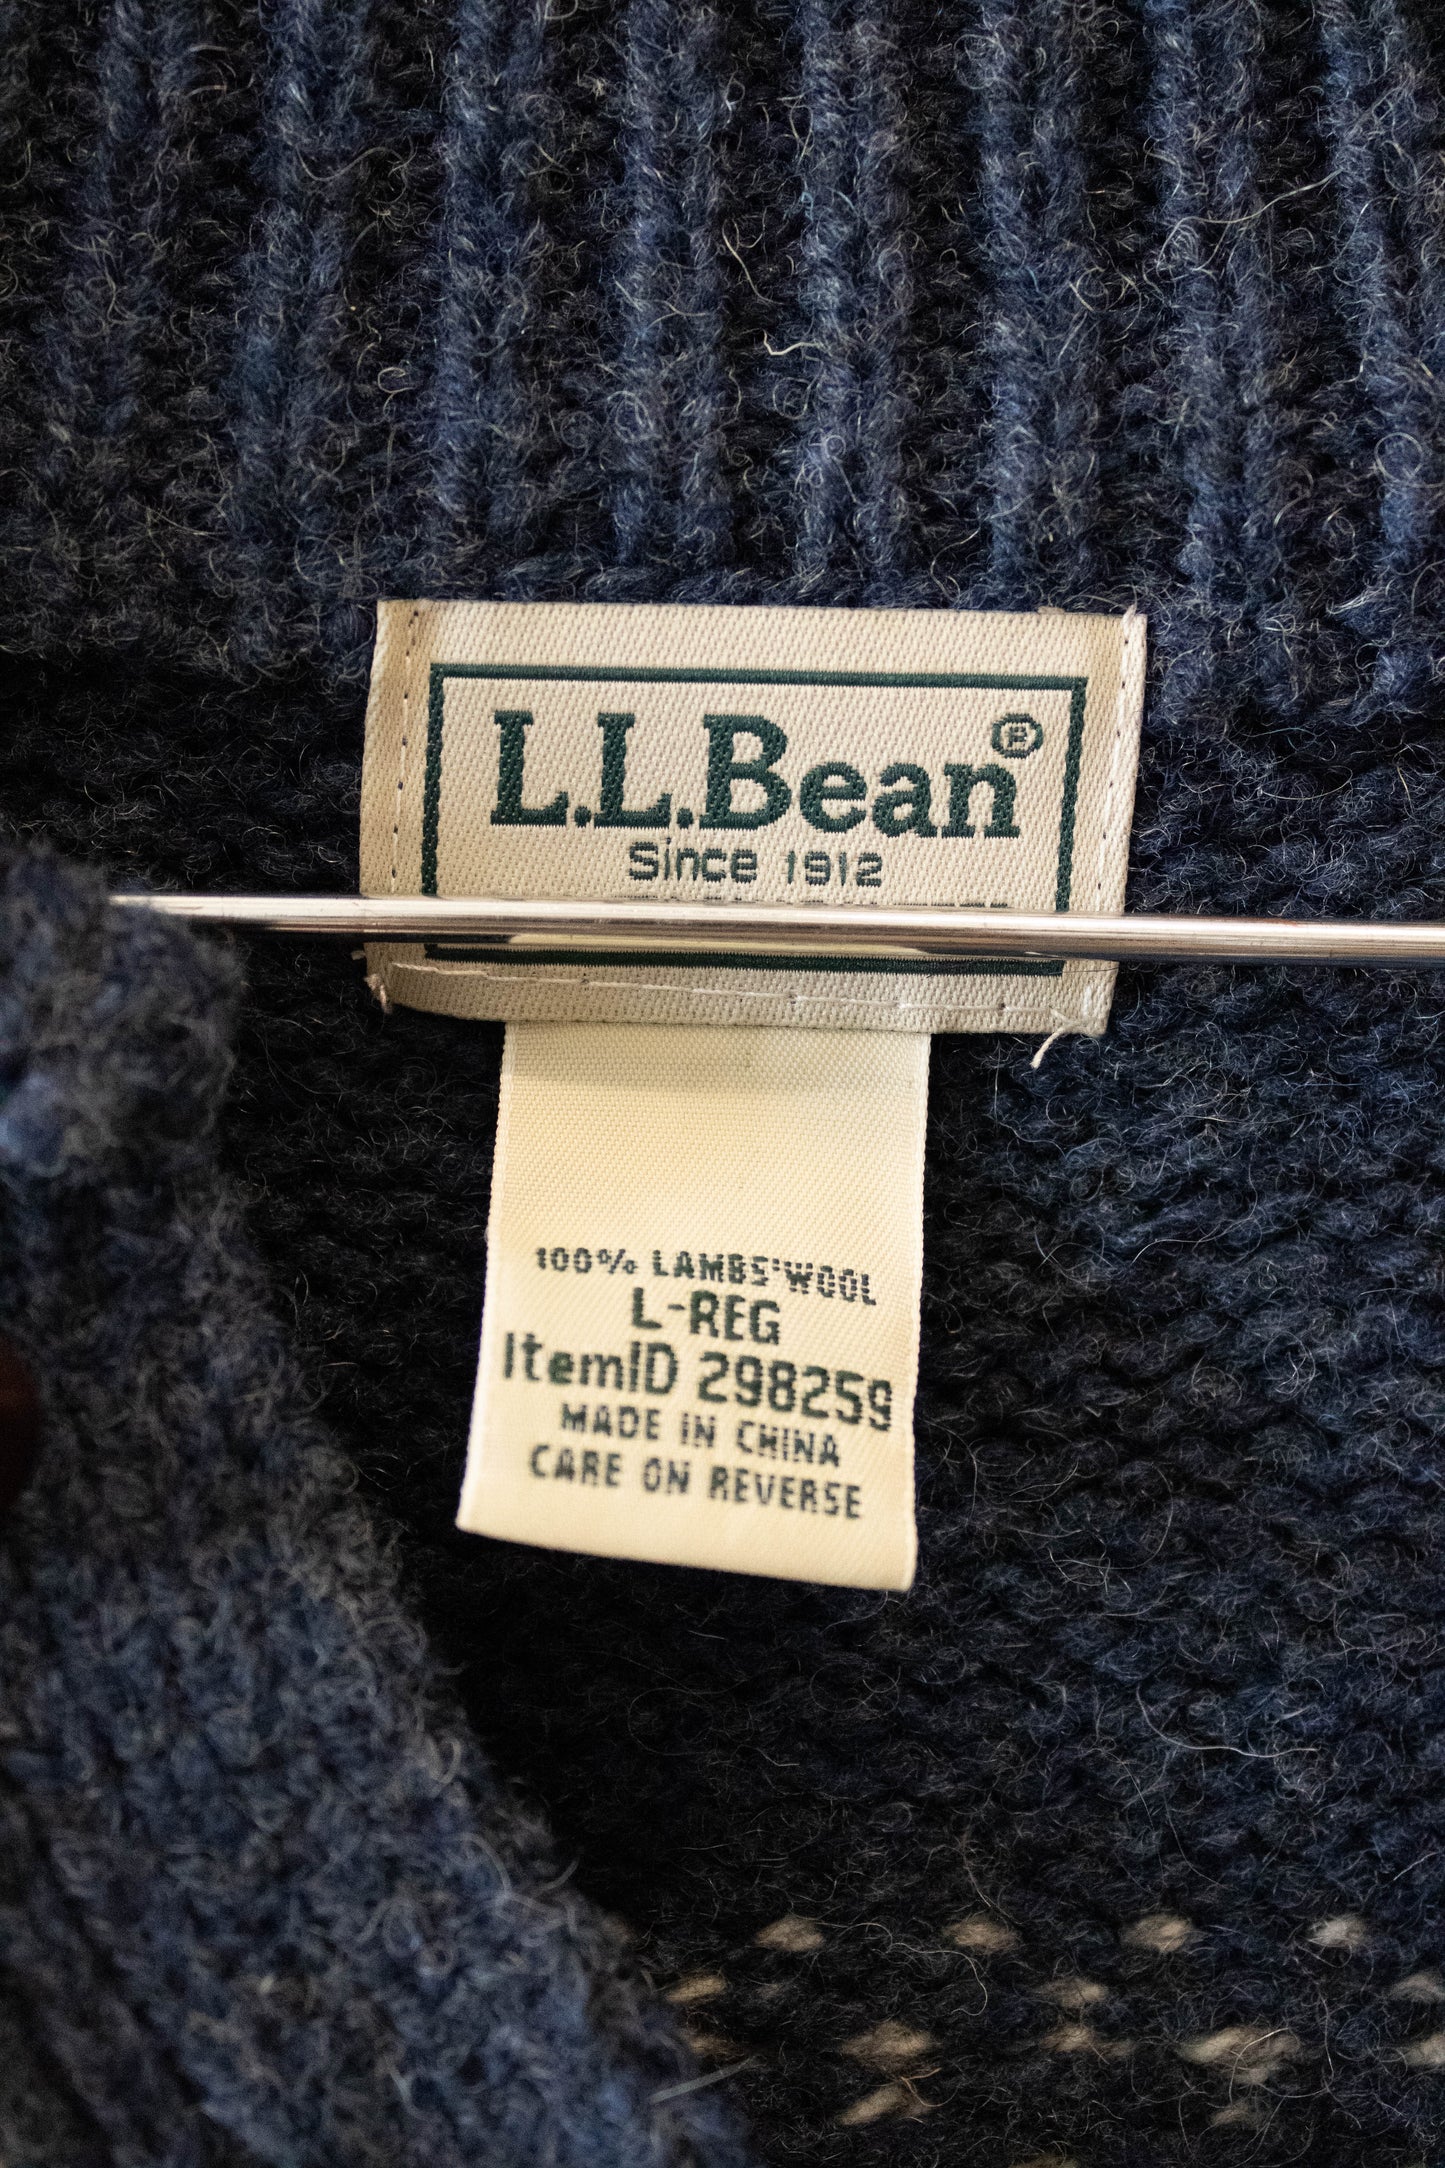 L.L.Bean®
Since 1912
100% LAMBS'WOOL
L-REG
ItemID 298259
MADE IN CHINA
CARE ON REVERSE